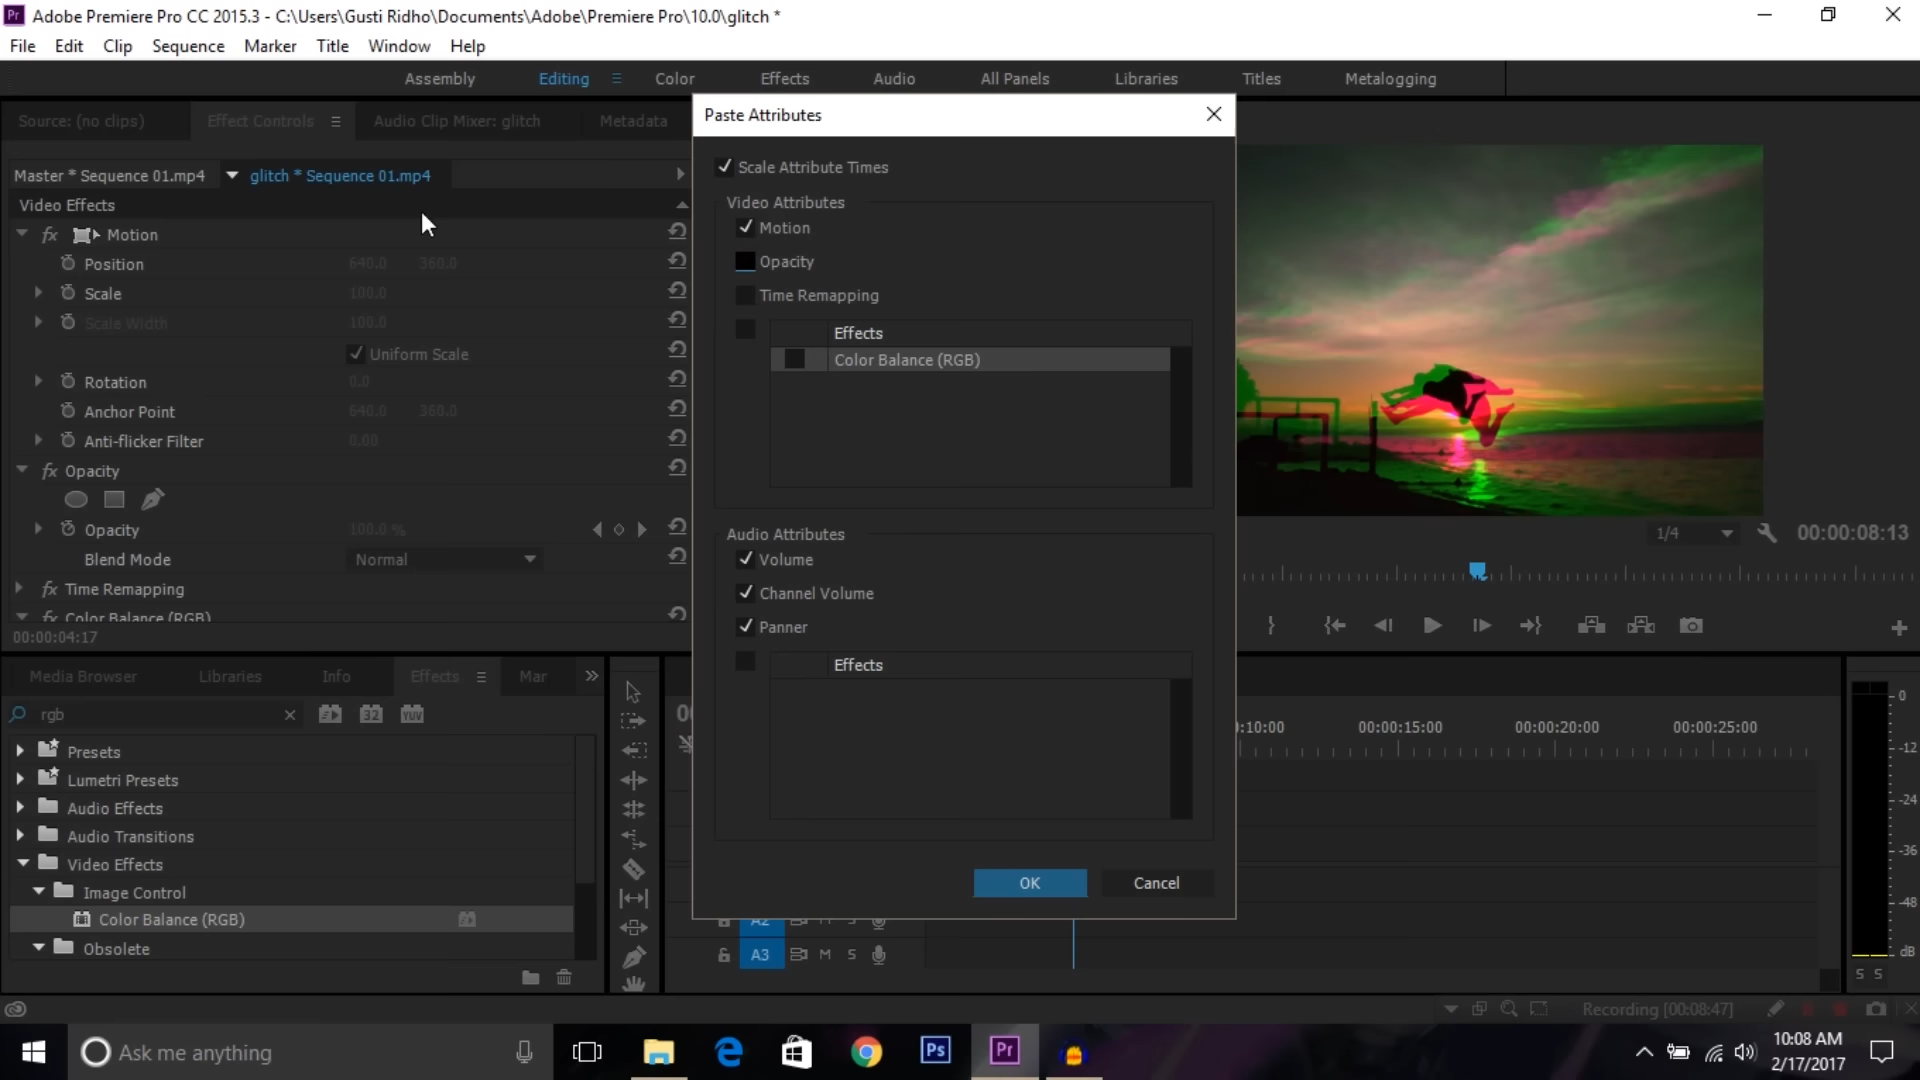 Adobe Premiere Pro CC 2015.3 - C:\Users\Gusti Ridho\Documents\Adobe\Premiere Pro\10.0\glitch *
File Edit Clip Sequence Marker Title Window Help
Assembly Editing Color Effects Audio All Panels Libraries Titles Metalogging
Source: (no clips) Effect Controls Audio Clip Mixer: glitch Metadata
Master * Sequence 01.mp4 glitch * Sequence 01.mp4
Video Effects
fx Motion
Position 640.0 360.0
Scale 100.0
Scale Width 100.0
Uniform Scale
Rotation 0.0
Anchor Point 640.0 360.0
Anti-flicker Filter 0.00
fx Opacity
Opacity 100.0 %
Blend Mode Normal
fx Time Remapping
fx Color Balance (RGB)
00:00:04:17
Paste Attributes
Scale Attribute Times
Video Attributes
Motion
Opacity
Time Remapping
Effects
Color Balance (RGB)
Audio Attributes
Volume
Channel Volume
Panner
Effects
OK Cancel
1/4 00:00:08:13
Media Browser Libraries Info Effects Mar
rgb 32 YUV
Presets
Lumetri Presets
Audio Effects
Audio Transitions
Video Effects
Image Control
Color Balance (RGB)
Obsolete
:10:00 00:00:15:00 00:00:20:00 00:00:25:00
A2 M S
A3 M S
0
-12
-24
-36
-48
dB
S S
Recording [00:08:47]
Ask me anything
Ps Pr
10:08 AM
2/17/2017